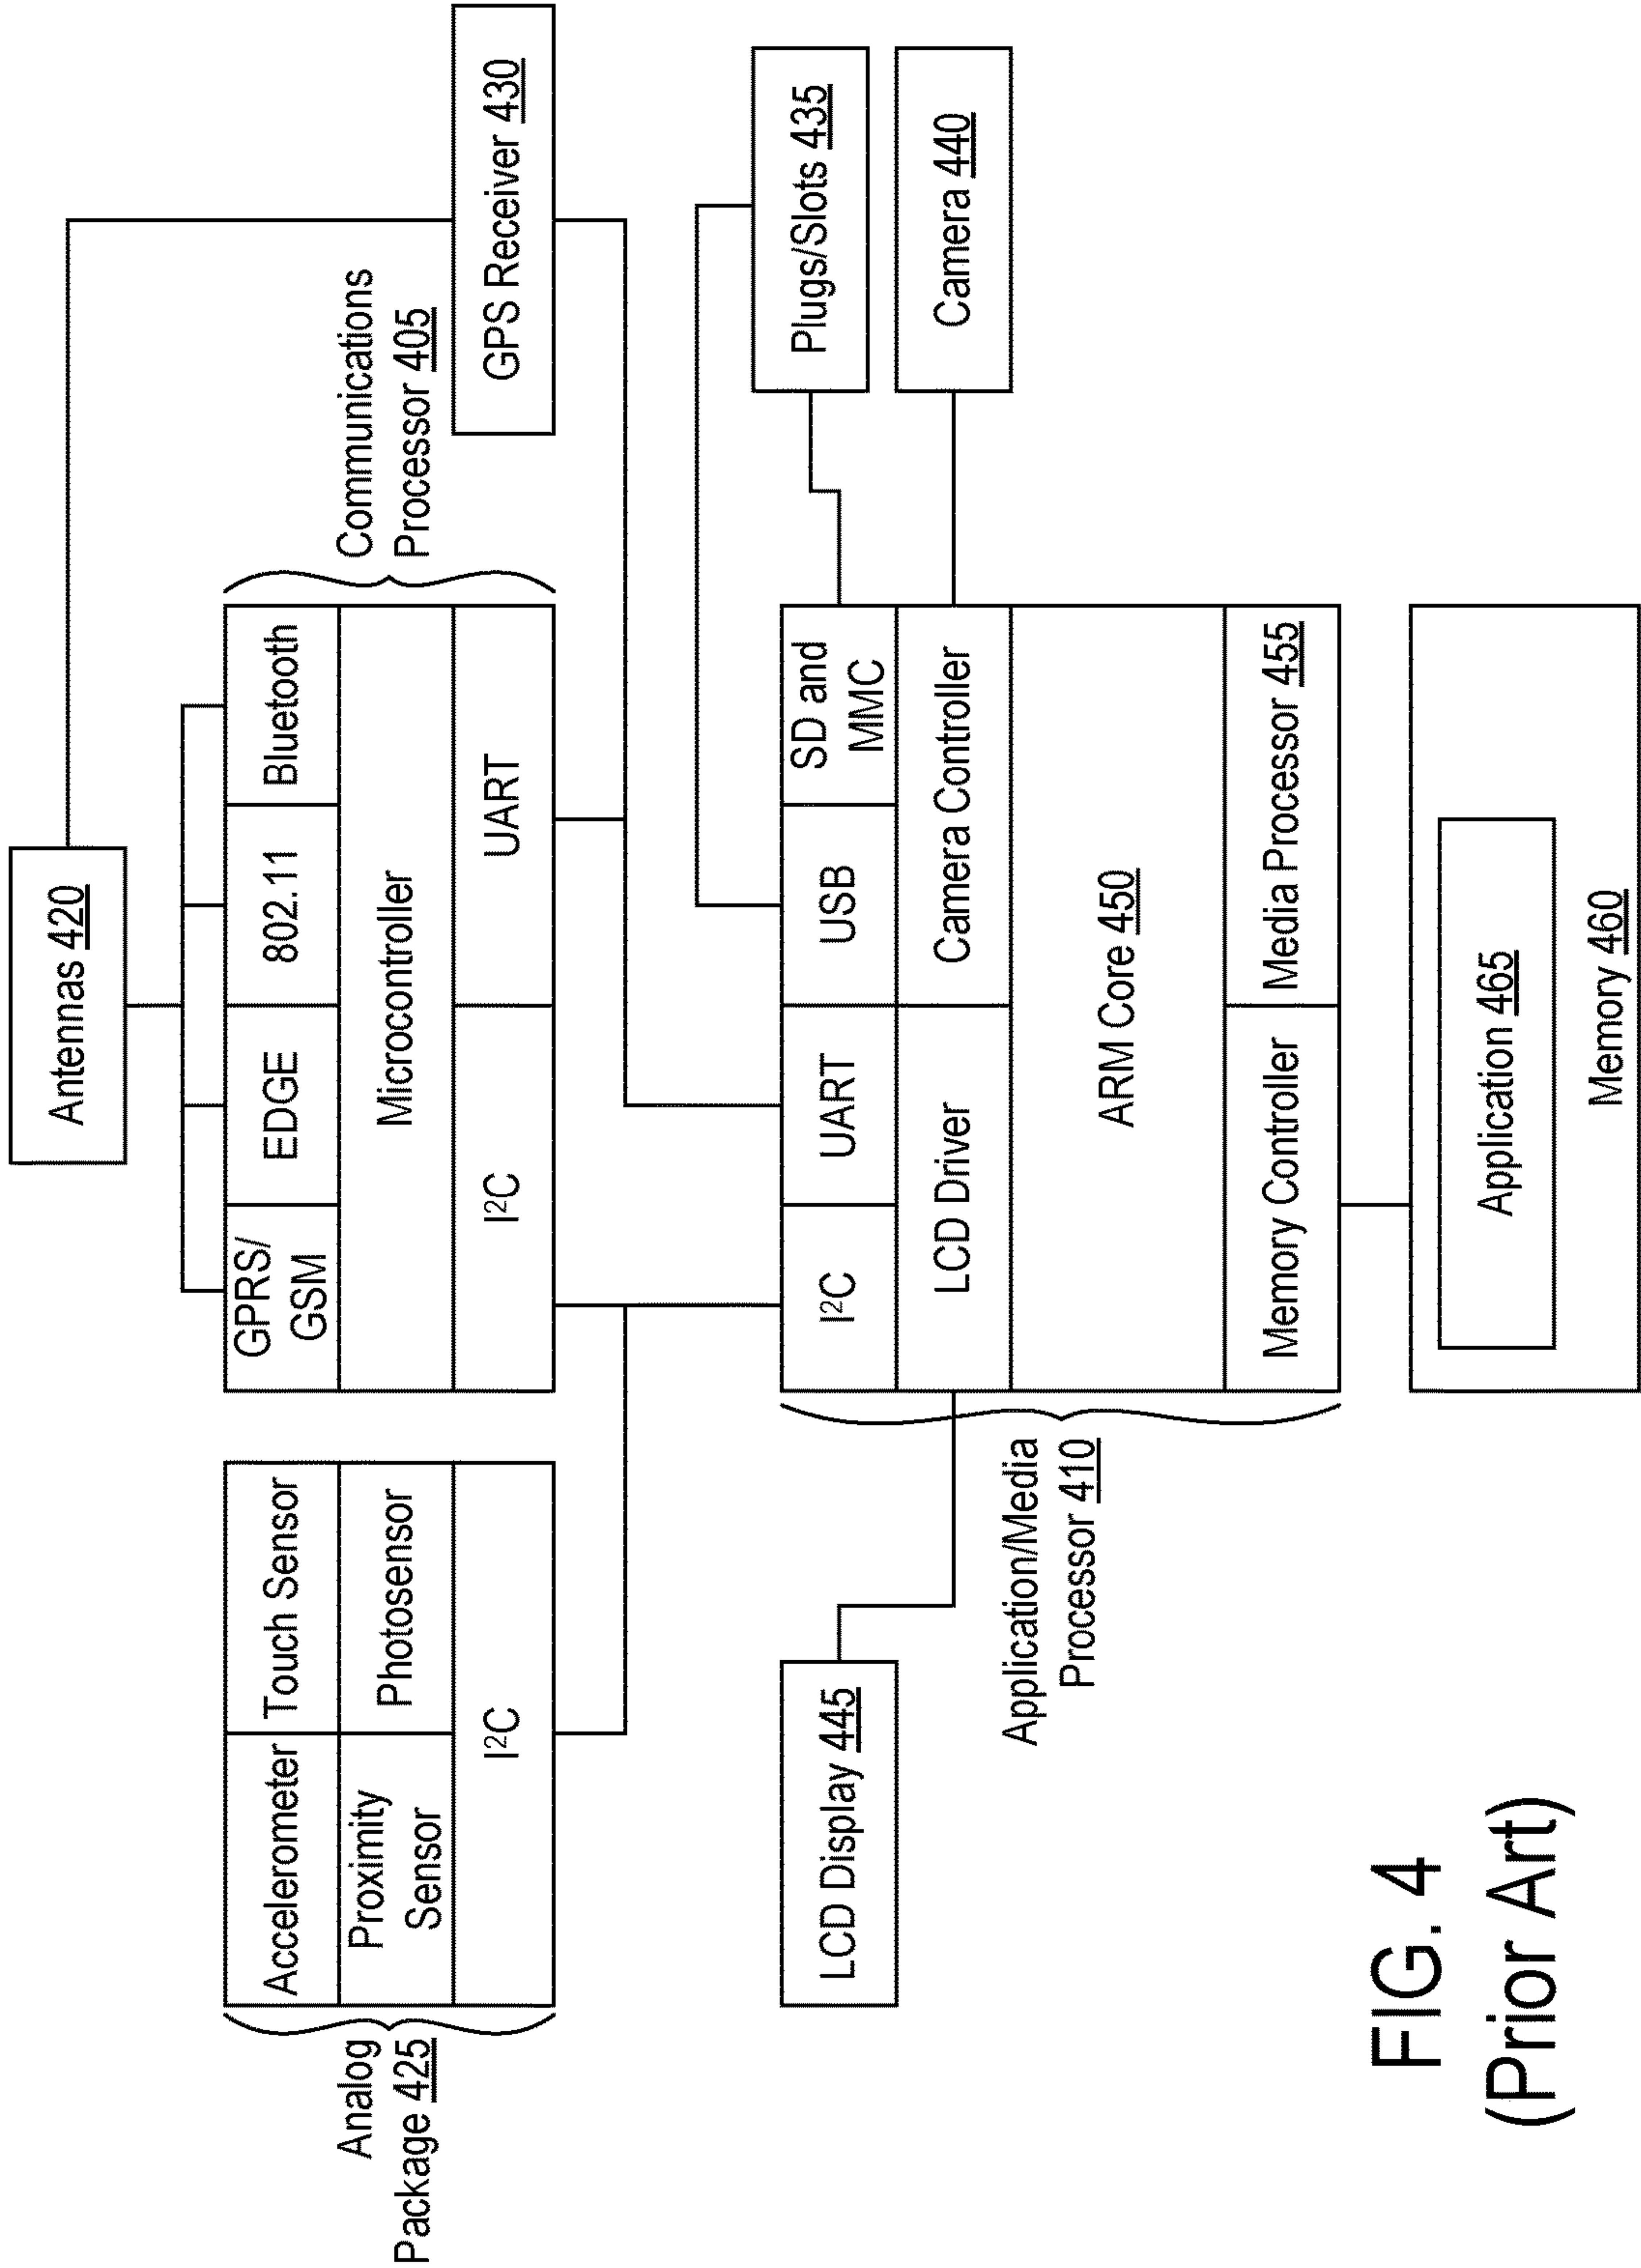 Antennas 420
Analog
Package 425
Accelerometer
Touch Sensor
Proximity
Sensor
Photosensor
I²C
GPRS/
GSM
EDGE
802.11
Bluetooth
Microcontroller
I²C
UART
Communications
Processor 405
GPS Receiver 430
LCD Display 445
Application/Media
Processor 410
I²C
UART
USB
SD and
MMC
LCD Driver
Camera Controller
ARM Core 450
Memory Controller
Media Processor 455
Plugs/Slots 435
Camera 440
Application 465
Memory 460
FIG. 4
(Prior Art)